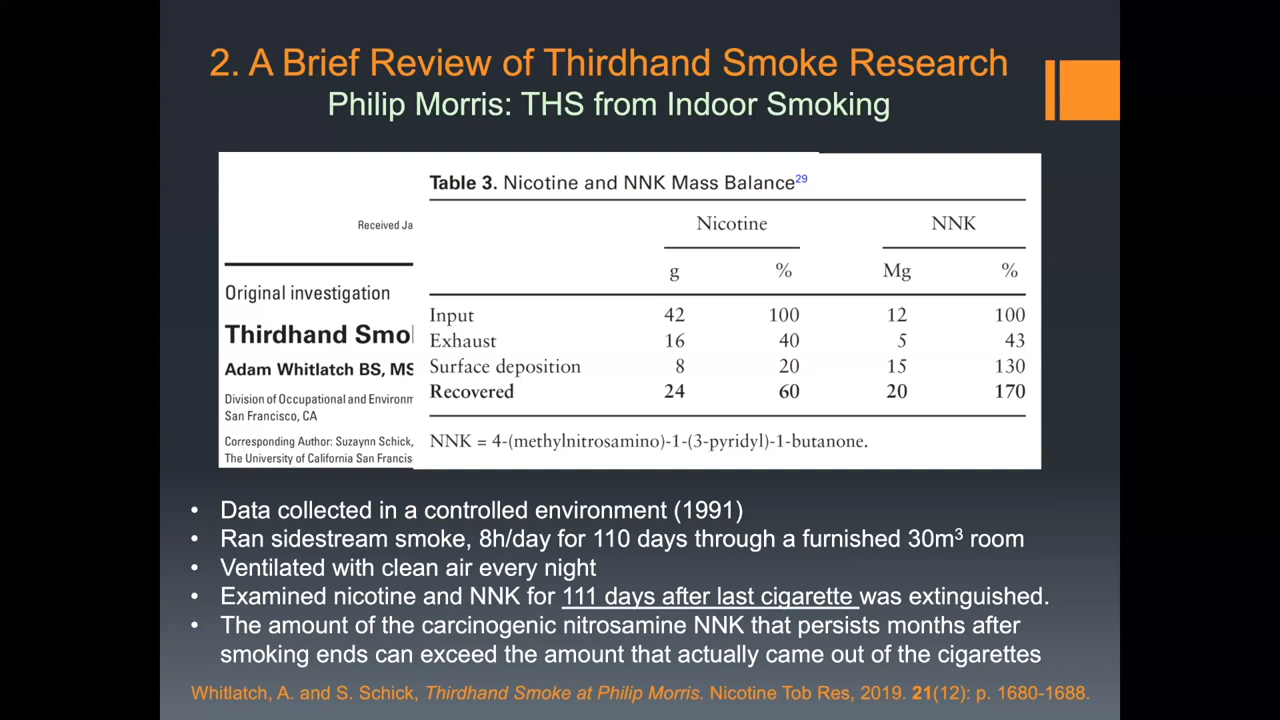 2. A Brief Review of Thirdhand Smoke Research
Philip Morris: THS from Indoor Smoking
Received Ja
Original investigation
Thirdhand Smo
Adam Whitlatch BS, MS
Division of Occupational and Environm
San Francisco, CA
Corresponding Author: Suzaynn Schick,
The University of California San Francisc
Table 3. Nicotine and NNK Mass Balance29
Nicotine NNK
g % Mg %
Input 42 100 12 100
Exhaust 16 40 5 43
Surface deposition 8 20 15 130
Recovered 24 60 20 170
NNK = 4-(methylnitrosamino)-1-(3-pyridyl)-1-butanone.
• Data collected in a controlled environment (1991)
• Ran sidestream smoke, 8h/day for 110 days through a furnished 30m³ room
• Ventilated with clean air every night
• Examined nicotine and NNK for 111 days after last cigarette was extinguished.
• The amount of the carcinogenic nitrosamine NNK that persists months after
smoking ends can exceed the amount that actually came out of the cigarettes
Whitlatch, A. and S. Schick, Thirdhand Smoke at Philip Morris. Nicotine Tob Res, 2019. 21(12): p. 1680-1688.